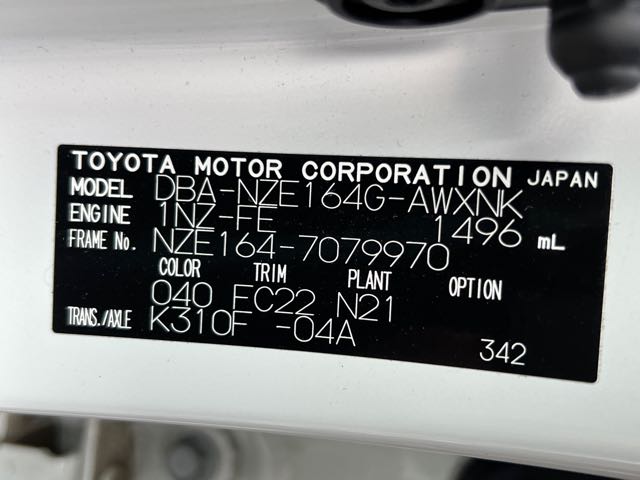 TOYOTA MOTOR CORPORATION JAPAN
MODEL DBA-NZE164G-AWXNK
ENGINE 1NZ-FE 1496 mL
FRAME No. NZE164-7079970
COLOR TRIM PLANT OPTION
040 FC22 N21
TRANS./AXLE K310F -04A
342